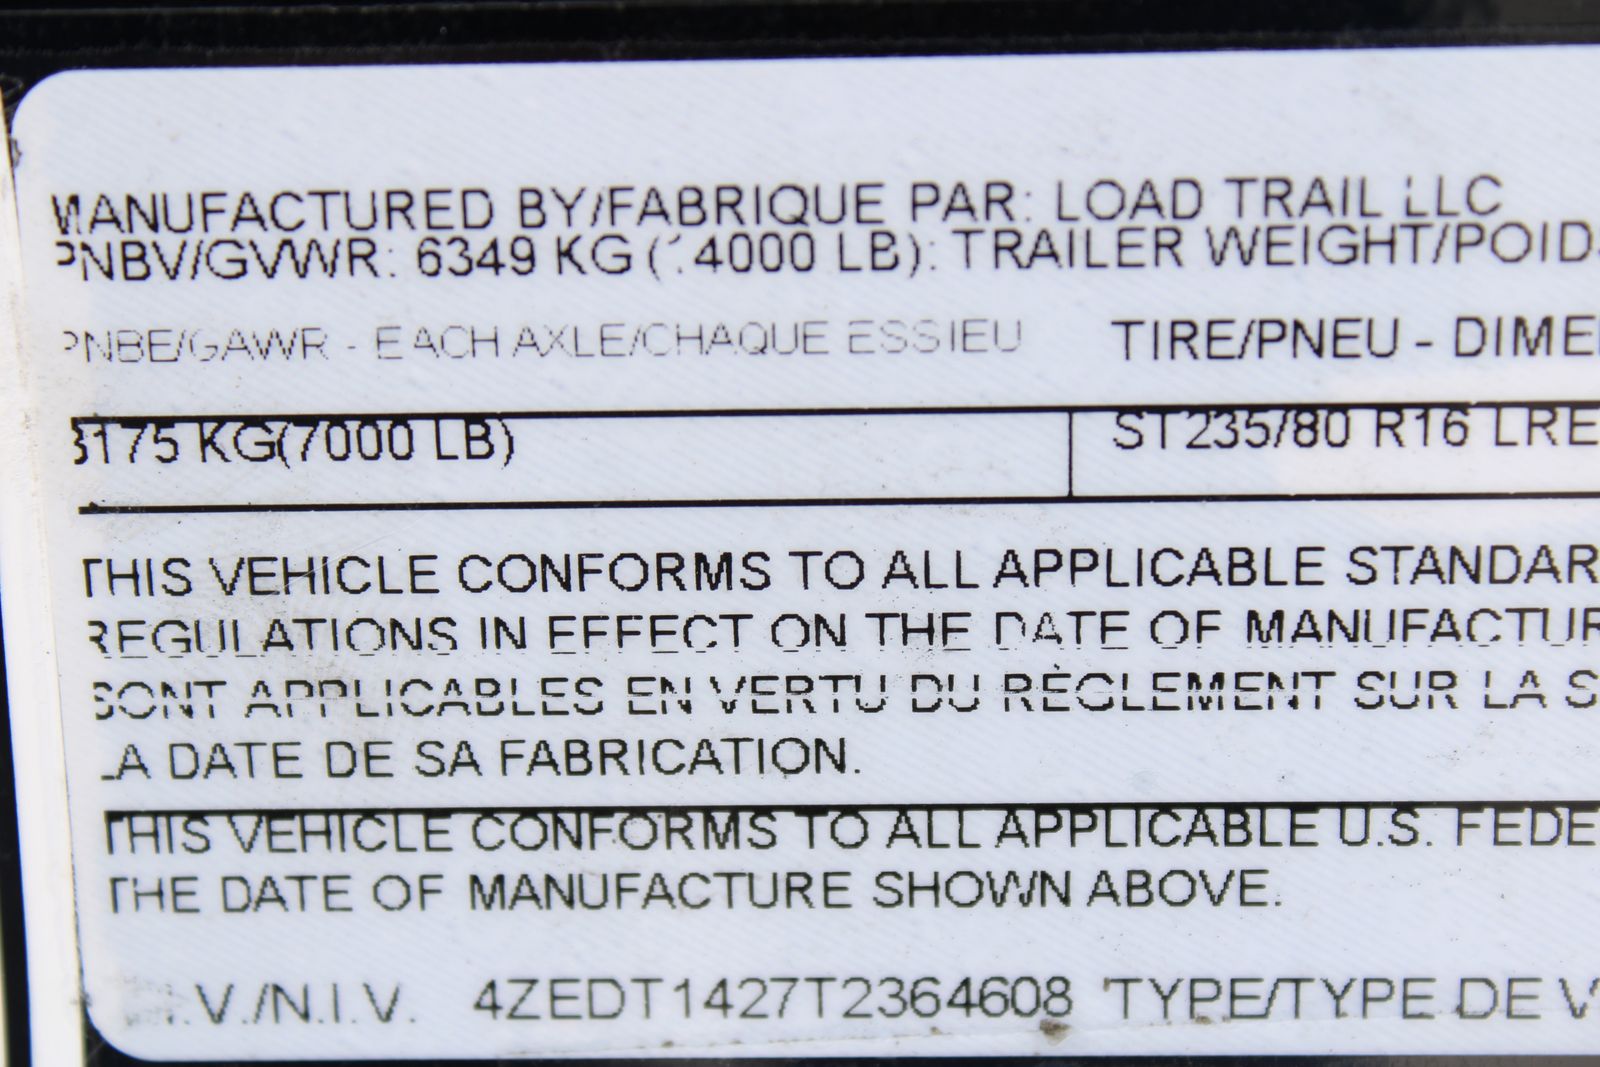 MANUFACTURED BY/FABRIQUE PAR: LOAD TRAIL LLC
PNBV/GVWR: 6349 KG (14000 LB): TRAILER WEIGHT/POIDS
PNBE/GAWR - EACH AXLE/CHAQUE ESSIEU TIRE/PNEU - DIME
3175 KG(7000 LB) ST235/80 R16 LRE
THIS VEHICLE CONFORMS TO ALL APPLICABLE STANDAR
REGULATIONS IN EFFECT ON THE DATE OF MANUFACTUR
SONT APPLICABLES EN VERTU DU RÈGLEMENT SUR LA S
LA DATE DE SA FABRICATION.
THIS VEHICLE CONFORMS TO ALL APPLICABLE U.S. FEDE
THE DATE OF MANUFACTURE SHOWN ABOVE.
.V./N.I.V. 4ZEDT1427T2364608 TYPE/TYPE DE V